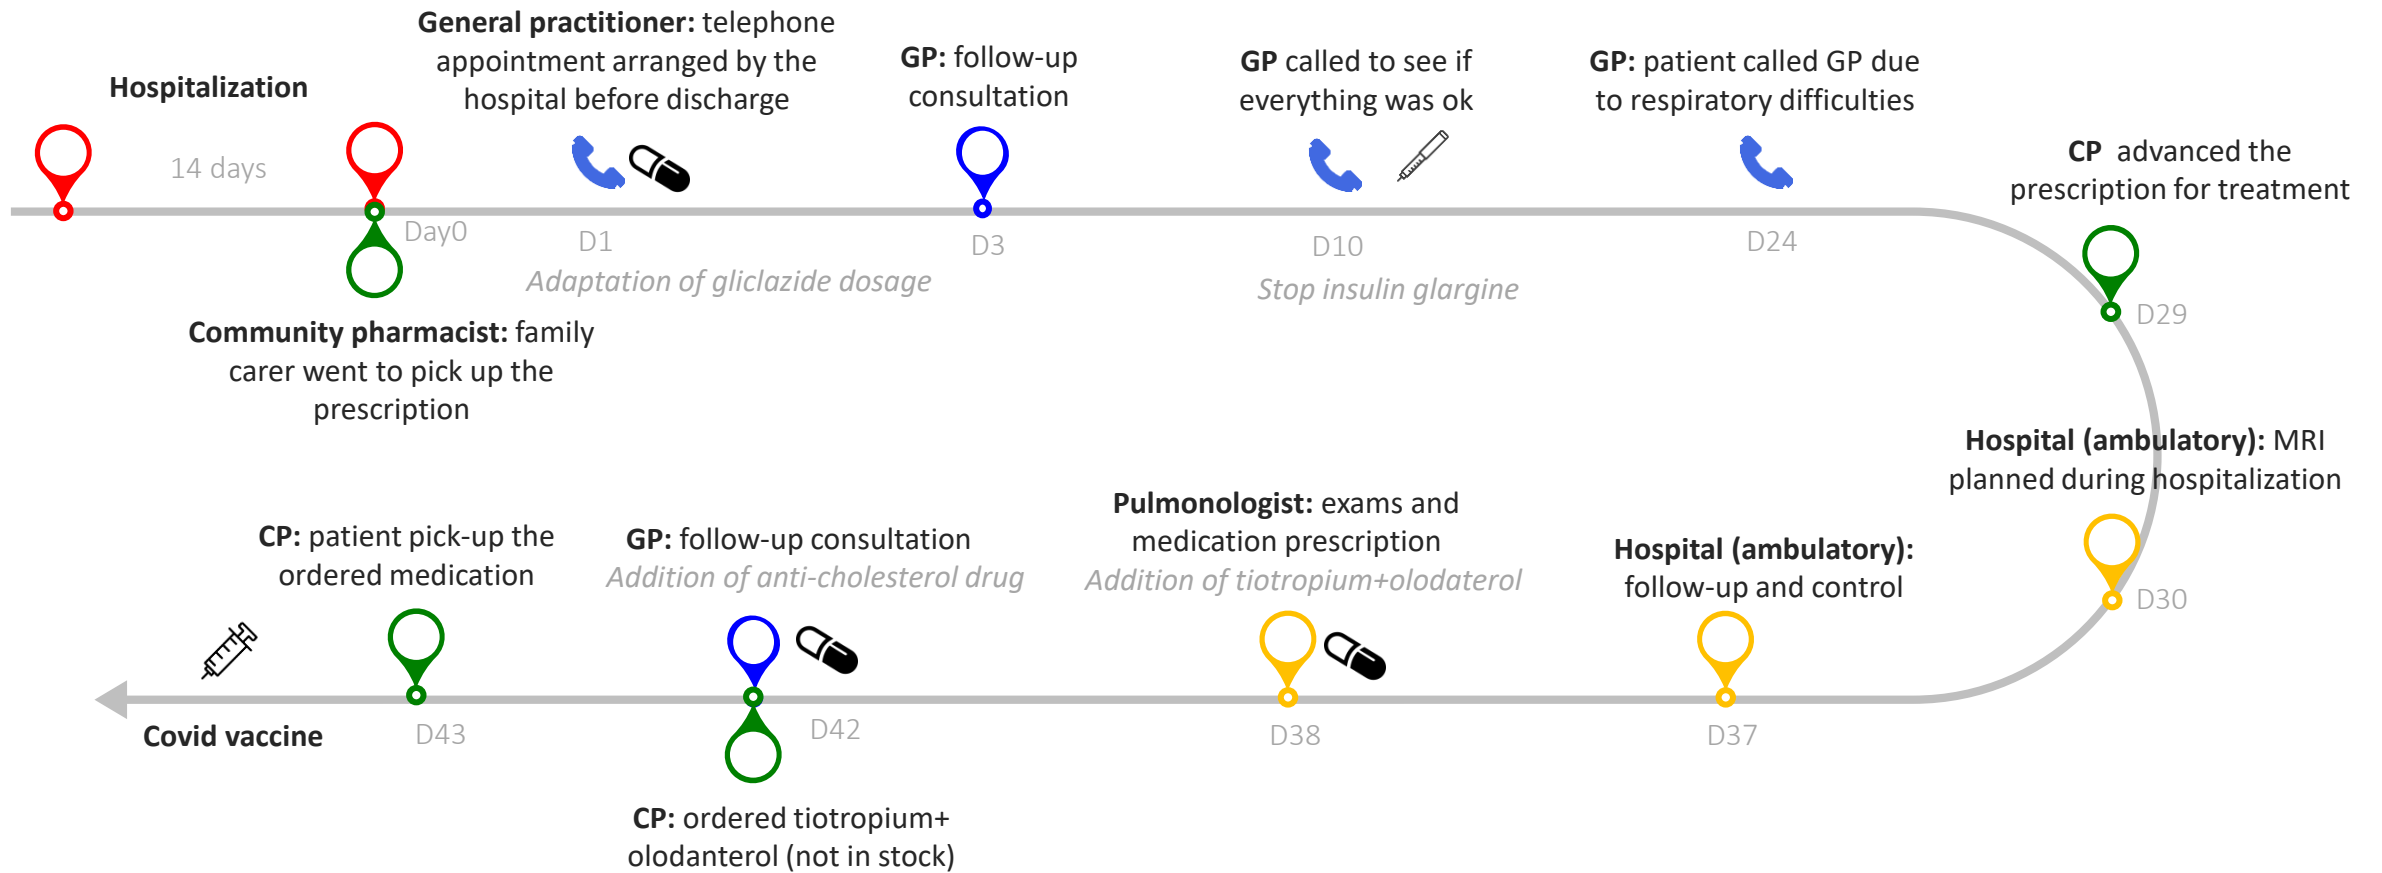 Hospitalization
14 days
Day0
Community pharmacist: family
carer went to pick up the
prescription
General practitioner: telephone
appointment arranged by the
hospital before discharge
D1
Adaptation of gliclazide dosage
GP: follow-up
consultation
D3
GP called to see if
everything was ok
D10
Stop insulin glargine
GP: patient called GP due
to respiratory difficulties
D24
CP advanced the
prescription for treatment
D29
Hospital (ambulatory): MRI
planned during hospitalization
D30
Hospital (ambulatory):
follow-up and control
D37
Pulmonologist: exams and
medication prescription
Addition of tiotropium+olodaterol
D38
GP: follow-up consultation
Addition of anti-cholesterol drug
D42
CP: ordered tiotropium+
olodanterol (not in stock)
CP: patient pick-up the
ordered medication
D43
Covid vaccine